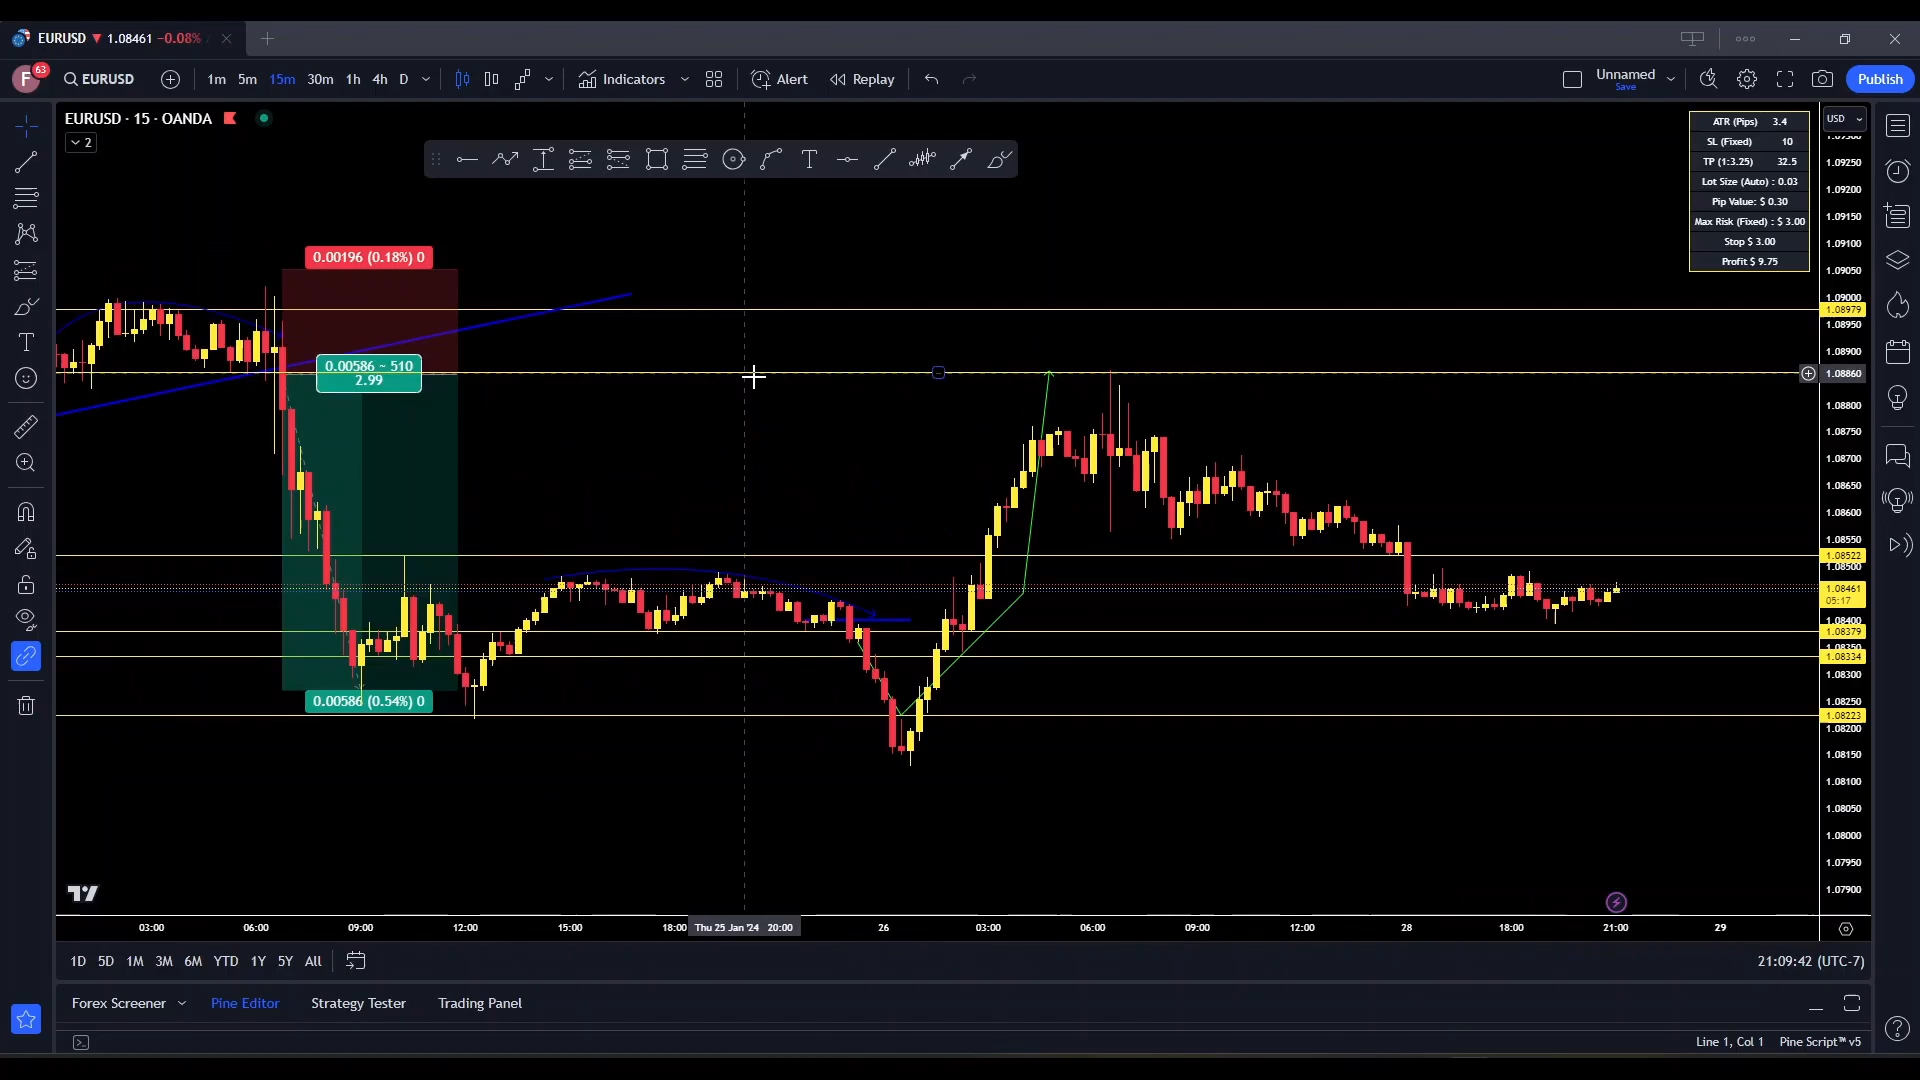 EURUSD ▼ 1.08461 −0.08%
F 63 EURUSD 1m 5m 15m 30m 1h 4h D Indicators Alert Replay Unnamed Save Publish
EURUSD · 15 · OANDA
2
USD
ATR (Pips) 3.4
SL (Fixed) 10
TP (1:3.25) 32.5
Lot Size (Auto) : 0.03
Pip Value: $ 0.30
Max Risk (Fixed) : $ 3.00
Stop $ 3.00
Profit $ 9.75
0.00196 (0.18%) 0
0.00586 ~ 510
2.99
0.00586 (0.54%) 0
1.09250
1.09200
1.09150
1.09100
1.09050
1.09000
1.08979
1.08950
1.08900
1.08860
1.08800
1.08750
1.08700
1.08650
1.08600
1.08550
1.08522
1.08500
1.08461
05:17
1.08400
1.08379
1.08350
1.08334
1.08300
1.08250
1.08223
1.08200
1.08150
1.08100
1.08050
1.08000
1.07950
1.07900
03:00 06:00 09:00 12:00 15:00 18:00 Thu 25 Jan '24 20:00 26 03:00 06:00 09:00 12:00 28 18:00 21:00 29
1D 5D 1M 3M 6M YTD 1Y 5Y All 21:09:42 (UTC-7)
Forex Screener Pine Editor Strategy Tester Trading Panel
Line 1, Col 1 Pine Script™ v5